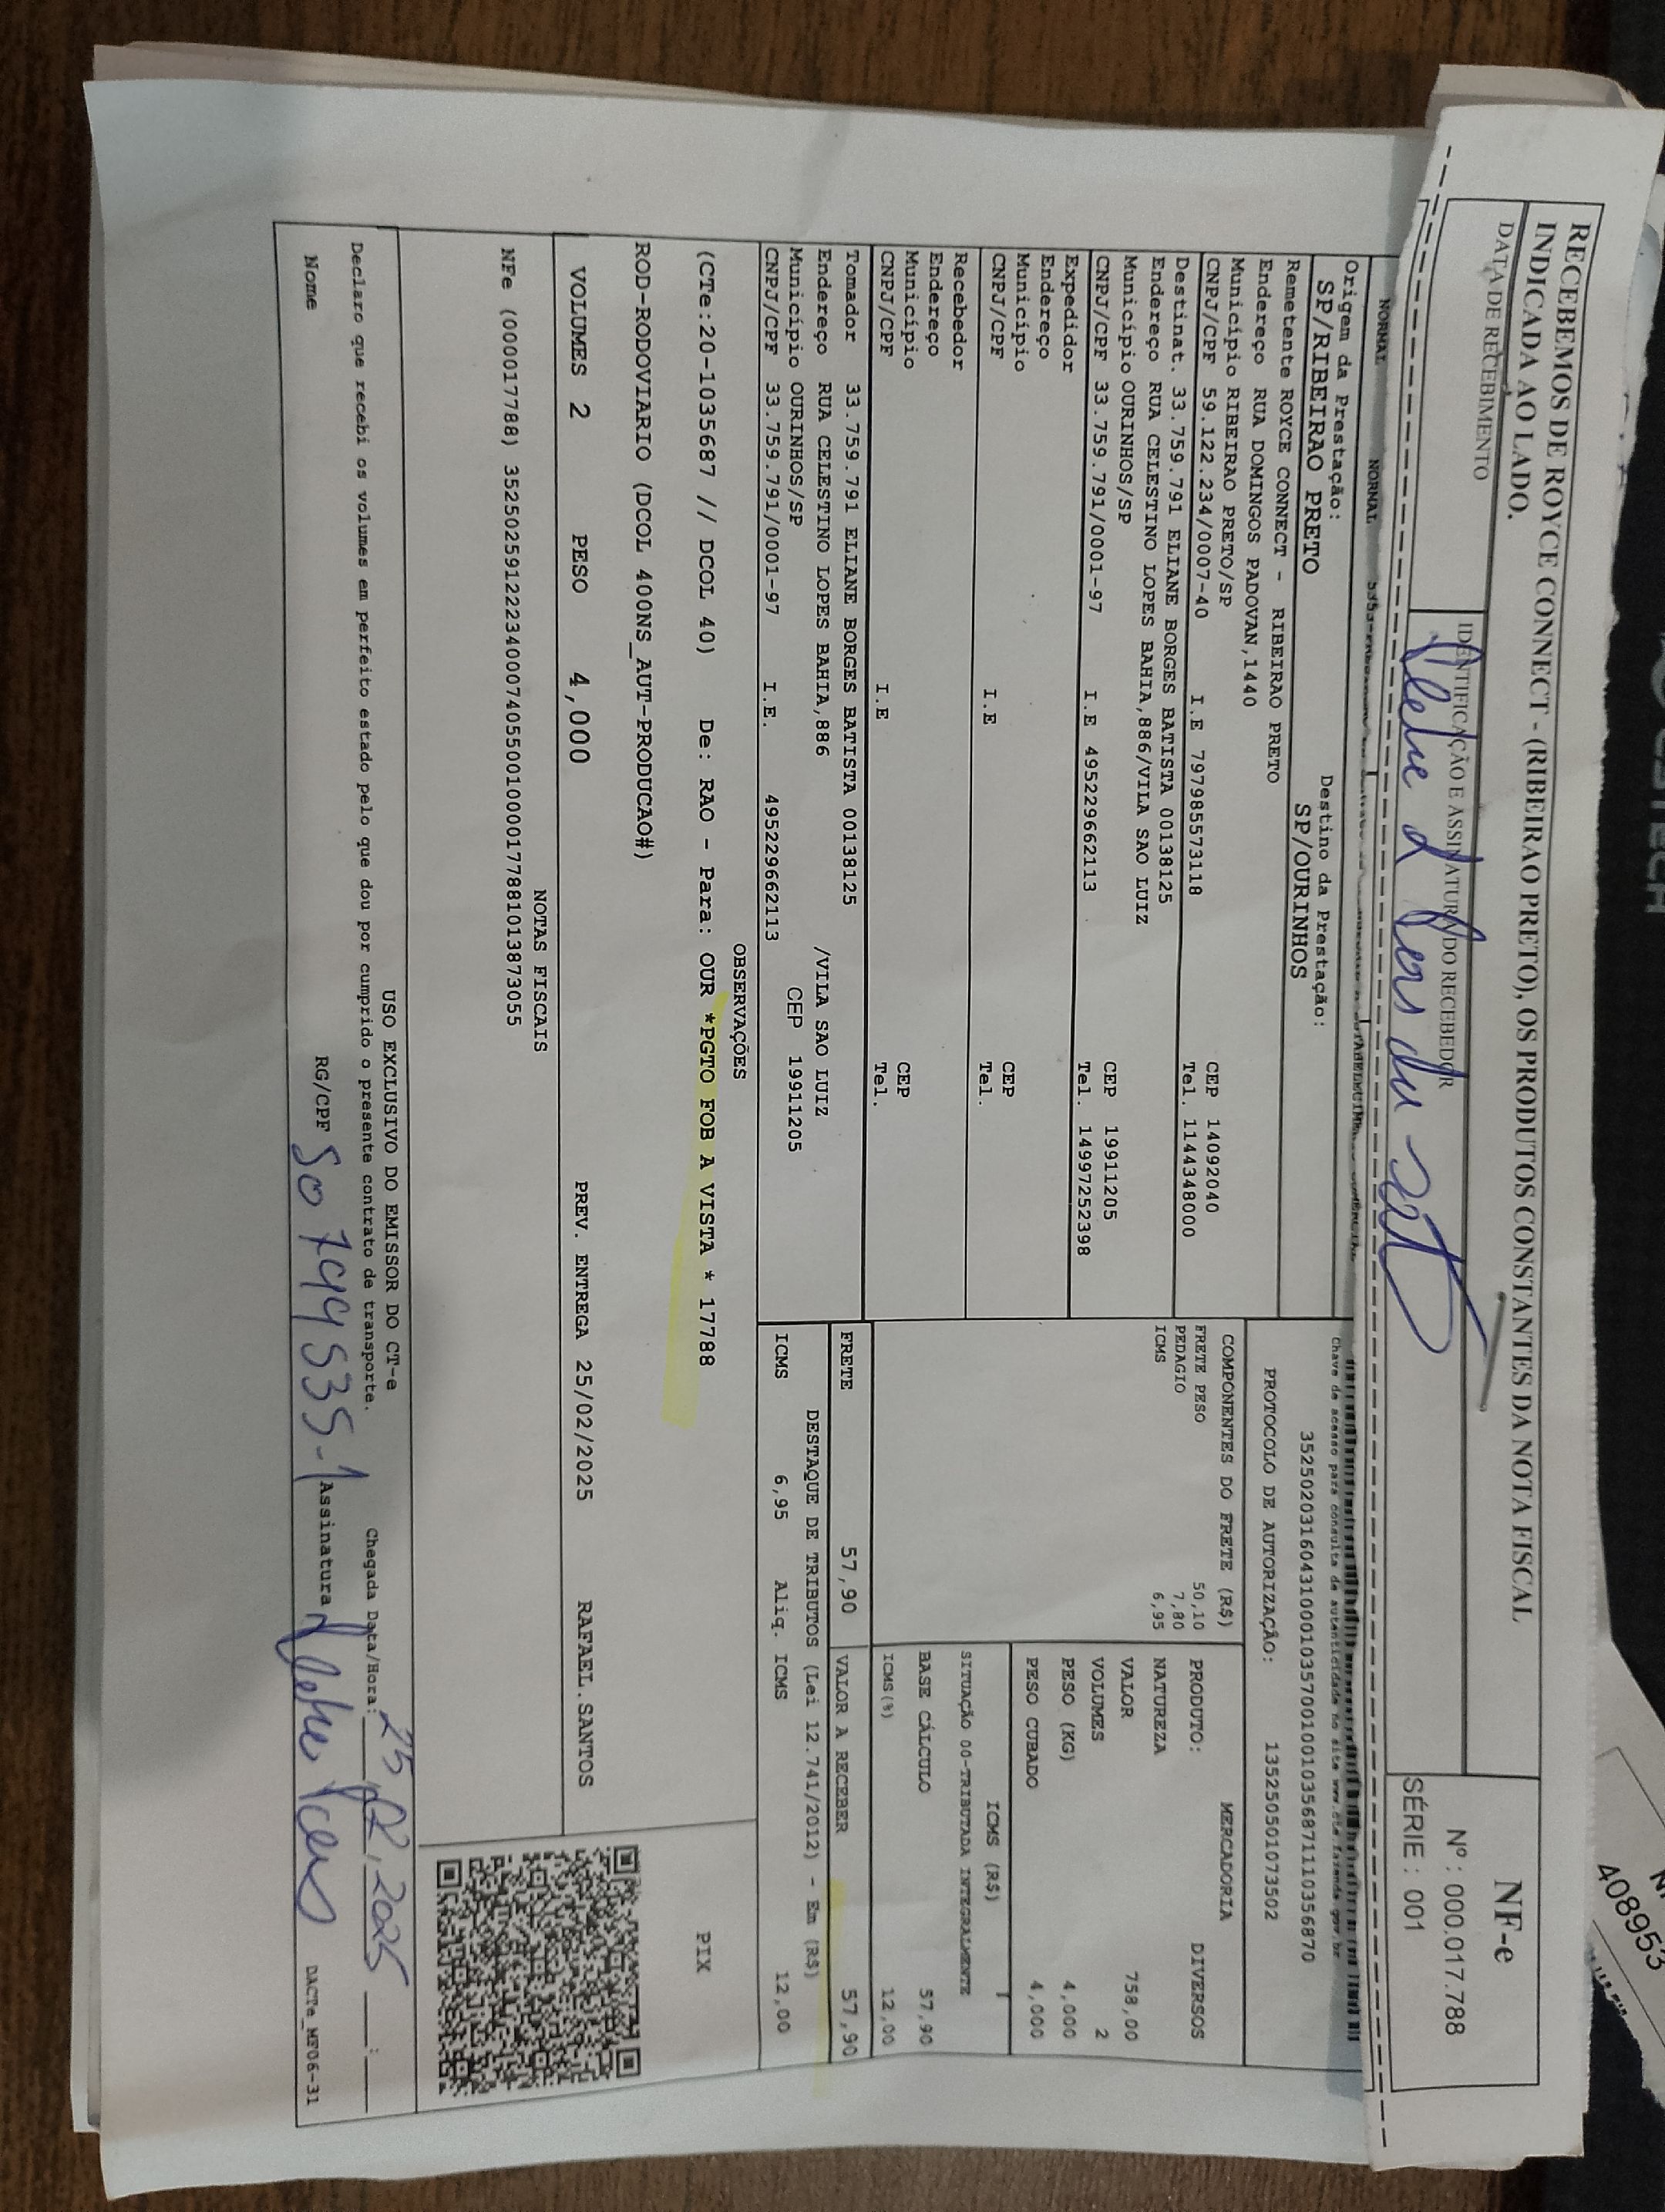 RECEBEMOS DE ROYCE CONNECT - (RIBEIRAO PRETO), OS PRODUTOS CONSTANTES DA NOTA FISCAL
INDICADA AO LADO.
DATA DE RECEBIMENTO
IDENTIFICAÇÃO E ASSINATURA DO RECEBEDOR
NF-e
Nº : 000.017.788
SÉRIE : 001
408953
NORMAL NORMAL
Chave de acesso para consulta de autenticidade no site www.cte.fazenda.gov.br
Origem da Prestação:
SP/RIBEIRAO PRETO
Destino da Prestação:
SP/OURINHOS
PROTOCOLO DE AUTORIZAÇÃO: 135250501073502
Remetente ROYCE CONNECT - RIBEIRAO PRETO
Endereço RUA DOMINGOS PADOVAN,1440
Município RIBEIRAO PRETO/SP CEP 14092040
CNPJ/CPF 59.122.234/0007-40 I.E 797985573118 Tel. 1144348000
Destinat. 33.759.791 ELIANE BORGES BATISTA 00138125
Endereço RUA CELESTINO LOPES BAHIA,886/VILA SAO LUIZ
Município OURINHOS/SP CEP 19911205
CNPJ/CPF 33.759.791/0001-97 I.E 495229662113 Tel. 14997252398
Expedidor
Endereço
Município CEP
CNPJ/CPF I.E Tel.
Recebedor
Endereço
Município CEP
CNPJ/CPF I.E Tel.
Tomador 33.759.791 ELIANE BORGES BATISTA 00138125
Endereço RUA CELESTINO LOPES BAHIA,886 /VILA SAO LUIZ
Município OURINHOS/SP CEP 19911205
CNPJ/CPF 33.759.791/0001-97 I.E. 495229662113
COMPONENTES DO FRETE (R$)
FRETE PESO 50,10
PEDAGIO 7,80
ICMS 6,95
MERCADORIA
PRODUTO: DIVERSOS
NATUREZA
VALOR 758,00
VOLUMES 2
PESO (KG) 4,000
PESO CUBADO 4,000
ICMS (R$)
SITUAÇÃO 00-TRIBUTADA INTEGRALMENTE
BASE CÁLCULO 57,90
ICMS(%) 12,00
FRETE 57,90 VALOR A RECEBER 57,90
DESTAQUE DE TRIBUTOS (Lei 12.741/2012) - Em (R$)
ICMS 6,95 Aliq. ICMS 12,00
OBSERVAÇÕES
(CTe:20-1035687 // DCOL 40) De: RAO - Para: OUR *PGTO FOB A VISTA * 17788
ROD-RODOVIARIO (DCOL 400NS_AUT-PRODUCAO#)
PIX
VOLUMES 2 PESO 4,000 PREV. ENTREGA 25/02/2025 RAFAEL.SANTOS
NOTAS FISCAIS
NFe (000017788) 35250259122234000740550010000177881013873055
USO EXCLUSIVO DO EMISSOR DO CT-e
Declaro que recebi os volumes em perfeito estado pelo que dou por cumprido o presente contrato de transporte. Chegada Data/Hora: 25/02/2025
Nome RG/CPF 50799535-1 Assinatura
DACTe_MF06-31